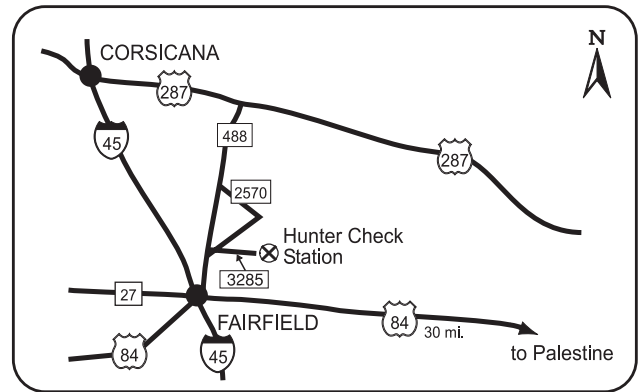 N
CORSICANA
287
45
488
287
2570
Hunter Check
Station
3285
27
FAIRFIELD
84
30 mi.
84
45
to Palestine